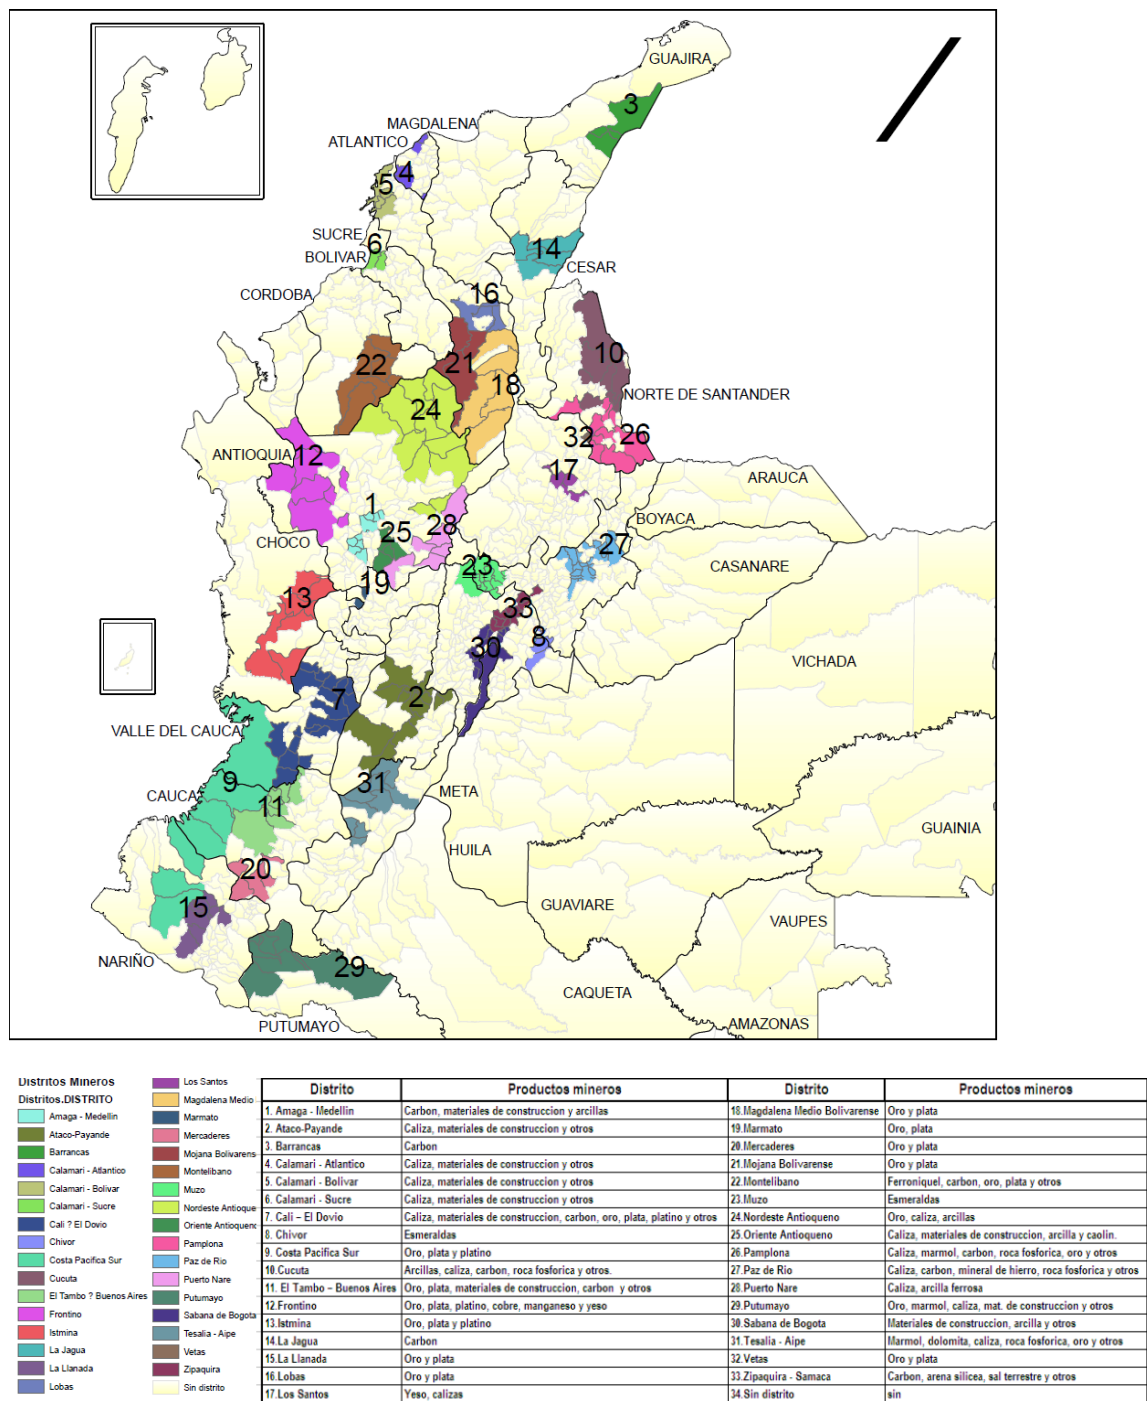 GUAJIRA
3
MAGDALENA
ATLANTICO
4
5
SUCRE
6
BOLIVAR
14
CESAR
CORDOBA
16
10
22
21
18
NORTE DE SANTANDER
24
32
26
12
ANTIOQUIA
17
ARAUCA
1
BOYACA
28
25
CHOCO
27
CASANARE
23
19
13
33
8
30
VICHADA
7
2
VALLE DEL CAUCA
9
31
META
CAUCA
11
GUAINIA
HUILA
20
GUAVIARE
15
VAUPES
NARIÑO
29
CAQUETA
PUTUMAYO
AMAZONAS
Distritos Mineros
Distritos.DISTRITO
Amaga - Medellin
Ataco-Payande
Barrancas
Calamari - Atlantico
Calamari - Bolivar
Calamari - Sucre
Cali ? El Dovio
Chivor
Costa Pacifica Sur
Cucuta
El Tambo ? Buenos Aires
Frontino
Istmina
La Jagua
La Llanada
Lobas
Los Santos
Magdalena Medio
Marmato
Mercaderes
Mojana Bolivarens
Montelibano
Muzo
Nordeste Antioque
Oriente Antioquenc
Pamplona
Paz de Rio
Puerto Nare
Putumayo
Sabana de Bogota
Tesalia - Aipe
Vetas
Zipaquira
Sin distrito
Distrito Productos mineros Distrito Productos mineros
1. Amaga - Medellin Carbon, materiales de construccion y arcillas 18.Magdalena Medio Bolivarense Oro y plata
2. Ataco-Payande Caliza, materiales de construccion y otros 19.Marmato Oro, plata
3. Barrancas Carbon 20.Mercaderes Oro y plata
4. Calamari - Atlantico Caliza, materiales de construccion y otros 21.Mojana Bolivarense Oro y plata
5. Calamari - Bolivar Caliza, materiales de construccion y otros 22.Montelibano Ferroniquel, carbon, oro, plata y otros
6. Calamari - Sucre Caliza, materiales de construccion y otros 23.Muzo Esmeraldas
7. Cali – El Dovio Caliza, materiales de construccion, carbon, oro, plata, platino y otros 24.Nordeste Antioqueno Oro, caliza, arcillas
8. Chivor Esmeraldas 25.Oriente Antioqueno Caliza, materiales de construccion, arcilla y caolin.
9. Costa Pacifica Sur Oro, plata y platino 26.Pamplona Caliza, marmol, carbon, roca fosforica, oro y otros
10.Cucuta Arcillas, caliza, carbon, roca fosforica y otros. 27.Paz de Rio Caliza, carbon, mineral de hierro, roca fosforica y otros
11. El Tambo – Buenos Aires Oro, plata, materiales de construccion, carbon y otros 28.Puerto Nare Caliza, arcilla ferrosa
12.Frontino Oro, plata, platino, cobre, manganeso y yeso 29.Putumayo Oro, marmol, caliza, mat. de construccion y otros
13.Istmina Oro, plata y platino 30.Sabana de Bogota Materiales de construccion, arcilla y otros
14.La Jagua Carbon 31.Tesalia - Aipe Marmol, dolomita, caliza, roca fosforica, oro y otros
15.La Llanada Oro y plata 32.Vetas Oro y plata
16.Lobas Oro y plata 33.Zipaquira - Samaca Carbon, arena silicea, sal terrestre y otros
17.Los Santos Yeso, calizas 34.Sin distrito sin